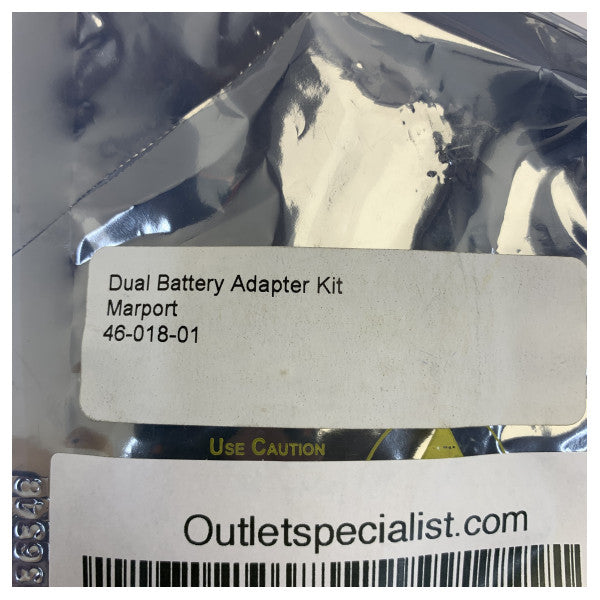 Dual Battery Adapter Kit
Marport
46-018-01
USE CAUTION
Outletspecialist.com